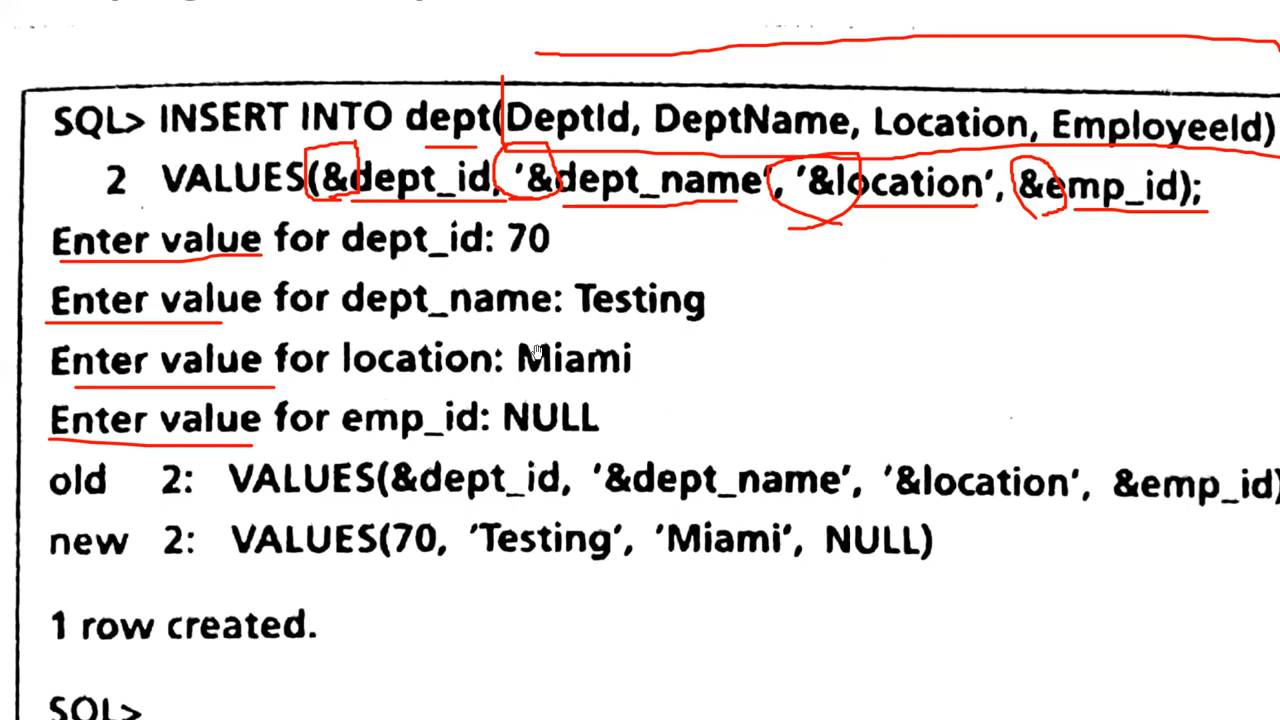 SQL> INSERT INTO dept(DeptId, DeptName, Location, EmployeeId)
2 VALUES(&dept_id, '&dept_name', '&location', &emp_id);
Enter value for dept_id: 70
Enter value for dept_name: Testing
Enter value for location: Miami
Enter value for emp_id: NULL
old 2: VALUES(&dept_id, '&dept_name', '&location', &emp_id)
new 2: VALUES(70, 'Testing', 'Miami', NULL)
1 row created.
SQL>